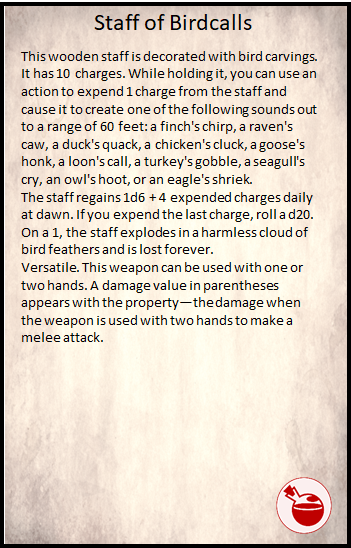 Staff of Birdcalls
This wooden staff is decorated with bird carvings.
It has 10 charges. While holding it, you can use an
action to expend 1 charge from the staff and
cause it to create one of the following sounds out
to a range of 60 feet: a finch's chirp, a raven's
caw, a duck's quack, a chicken's cluck, a goose's
honk, a loon's call, a turkey's gobble, a seagull's
cry, an owl's hoot, or an eagle's shriek.
The staff regains 1d6 + 4 expended charges daily
at dawn. If you expend the last charge, roll a d20.
On a 1, the staff explodes in a harmless cloud of
bird feathers and is lost forever.
Versatile. This weapon can be used with one or
two hands. A damage value in parentheses
appears with the property—the damage when
the weapon is used with two hands to make a
melee attack.